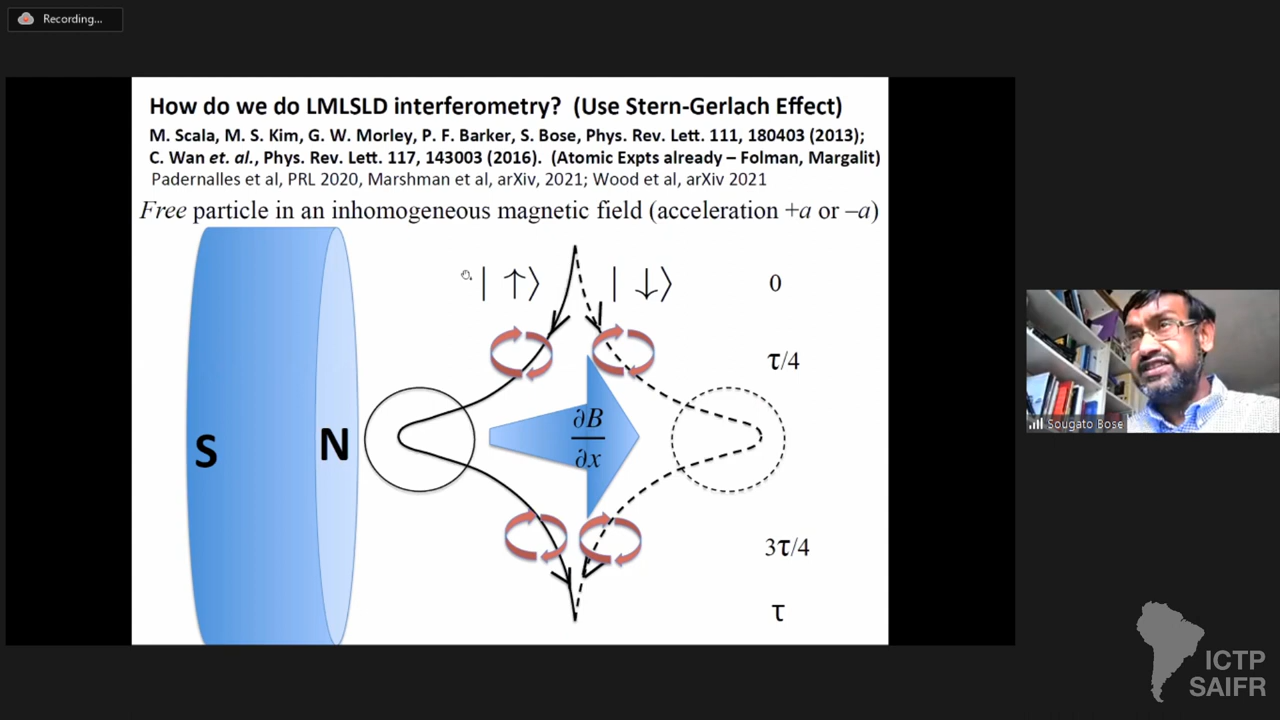 Recording...
How do we do LMLSLD interferometry? (Use Stern-Gerlach Effect)
M. Scala, M. S. Kim, G. W. Morley, P. F. Barker, S. Bose, Phys. Rev. Lett. 111, 180403 (2013);
C. Wan et. al., Phys. Rev. Lett. 117, 143003 (2016). (Atomic Expts already – Folman, Margalit)
Padernalles et al, PRL 2020, Marshman et al, arXiv, 2021; Wood et al, arXiv 2021
Free particle in an inhomogeneous magnetic field (acceleration +a or –a)
| ↑⟩ | ↓⟩ 0
τ/4
∂B
∂x
S N
3τ/4
τ
Sougato Bose
ICTP
SAIFR